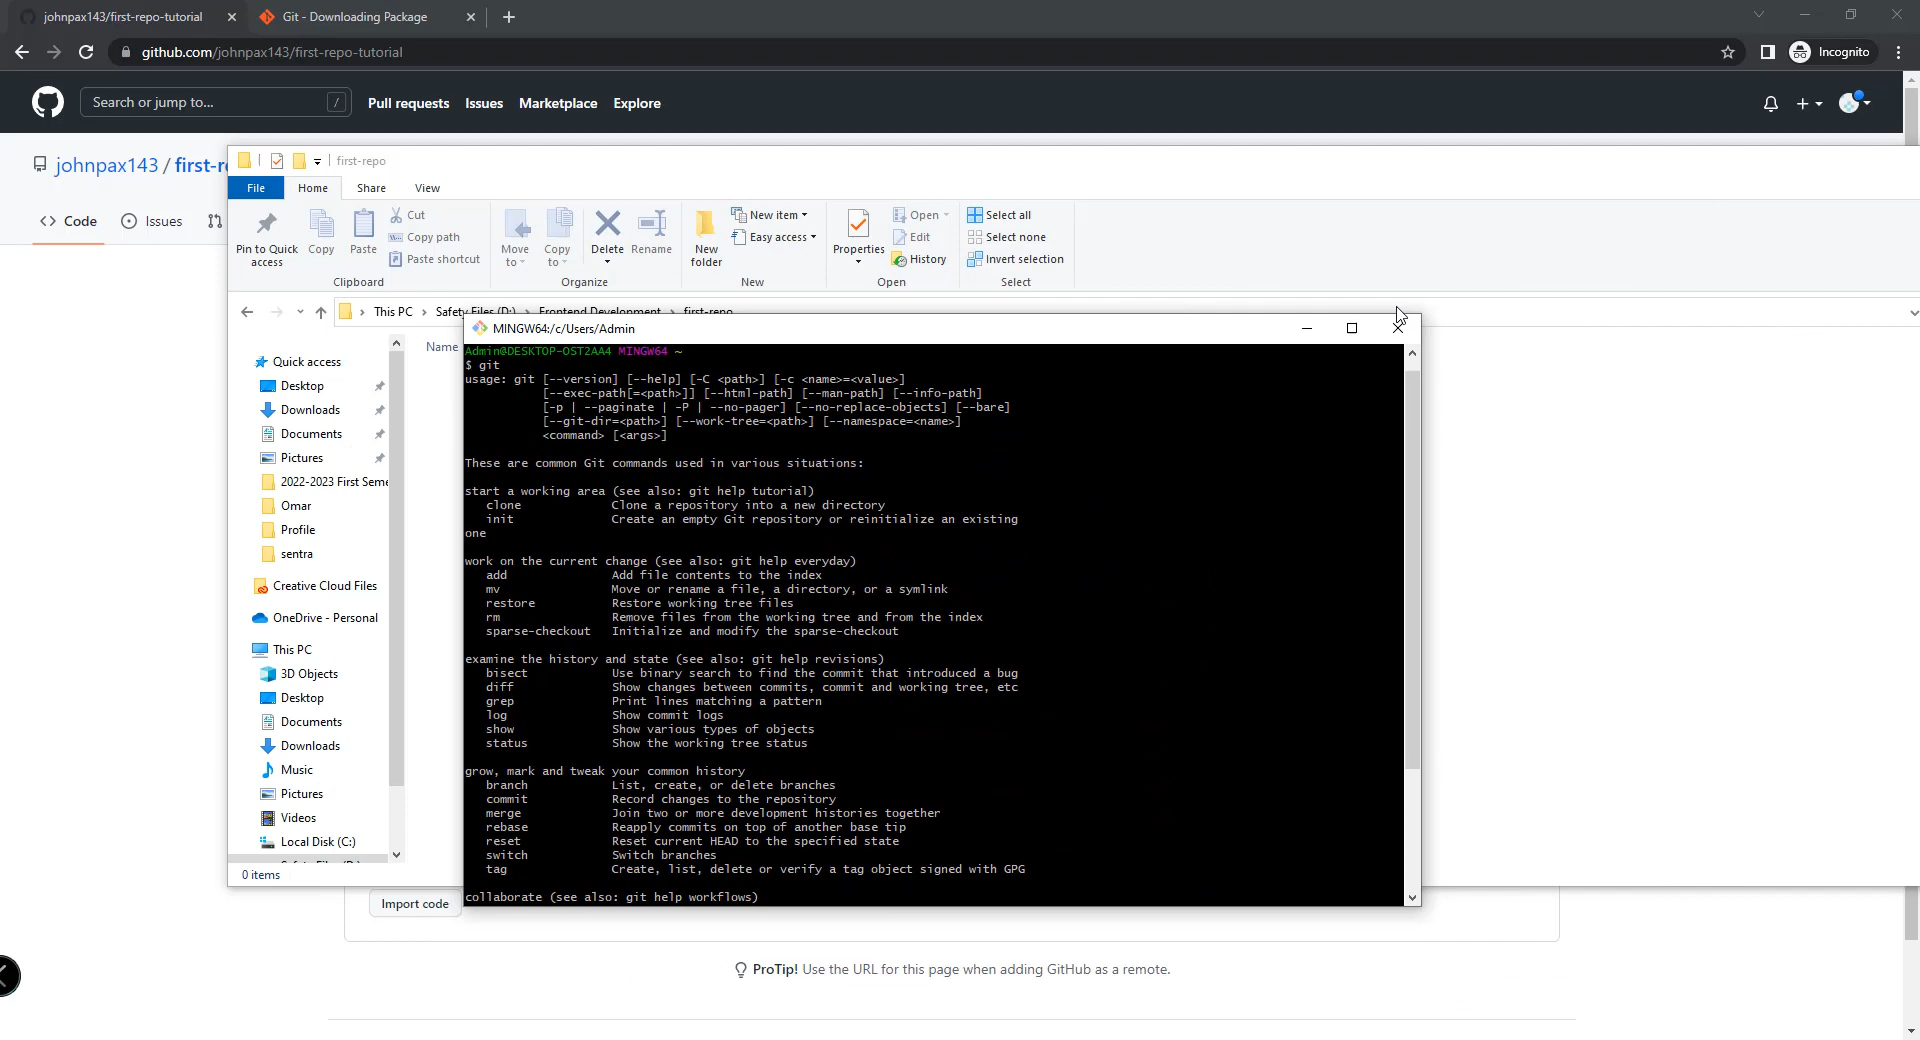 johnpax143/first-repo-tutorial
Git - Downloading Package
github.com/johnpax143/first-repo-tutorial
Incognito
Search or jump to...
/
Pull requests
Issues
Marketplace
Explore
johnpax143 / first-r
Code
Issues
first-repo
File
Home
Share
View
Pin to Quick access
Copy
Paste
Cut
Copy path
Paste shortcut
Clipboard
Move to
Copy to
Delete
Rename
Organize
New folder
New item
Easy access
New
Properties
Open
Edit
History
Open
Select all
Select none
Invert selection
Select
This PC > Safety Files (D:) > Frontend Development > first-repo
Name
Quick access
Desktop
Downloads
Documents
Pictures
2022-2023 First Seme
Omar
Profile
sentra
Creative Cloud Files
OneDrive - Personal
This PC
3D Objects
Desktop
Documents
Downloads
Music
Pictures
Videos
Local Disk (C:)
Safety Files (D:)
0 items
MINGW64:/c/Users/Admin
Admin@DESKTOP-OST2AA4 MINGW64 ~
$ git
usage: git [--version] [--help] [-C <path>] [-c <name>=<value>]
[--exec-path[=<path>]] [--html-path] [--man-path] [--info-path]
[-p | --paginate | -P | --no-pager] [--no-replace-objects] [--bare]
[--git-dir=<path>] [--work-tree=<path>] [--namespace=<name>]
<command> [<args>]
These are common Git commands used in various situations:
start a working area (see also: git help tutorial)
clone Clone a repository into a new directory
init Create an empty Git repository or reinitialize an existing
one
work on the current change (see also: git help everyday)
add Add file contents to the index
mv Move or rename a file, a directory, or a symlink
restore Restore working tree files
rm Remove files from the working tree and from the index
sparse-checkout Initialize and modify the sparse-checkout
examine the history and state (see also: git help revisions)
bisect Use binary search to find the commit that introduced a bug
diff Show changes between commits, commit and working tree, etc
grep Print lines matching a pattern
log Show commit logs
show Show various types of objects
status Show the working tree status
grow, mark and tweak your common history
branch List, create, or delete branches
commit Record changes to the repository
merge Join two or more development histories together
rebase Reapply commits on top of another base tip
reset Reset current HEAD to the specified state
switch Switch branches
tag Create, list, delete or verify a tag object signed with GPG
collaborate (see also: git help workflows)
Import code
ProTip! Use the URL for this page when adding GitHub as a remote.